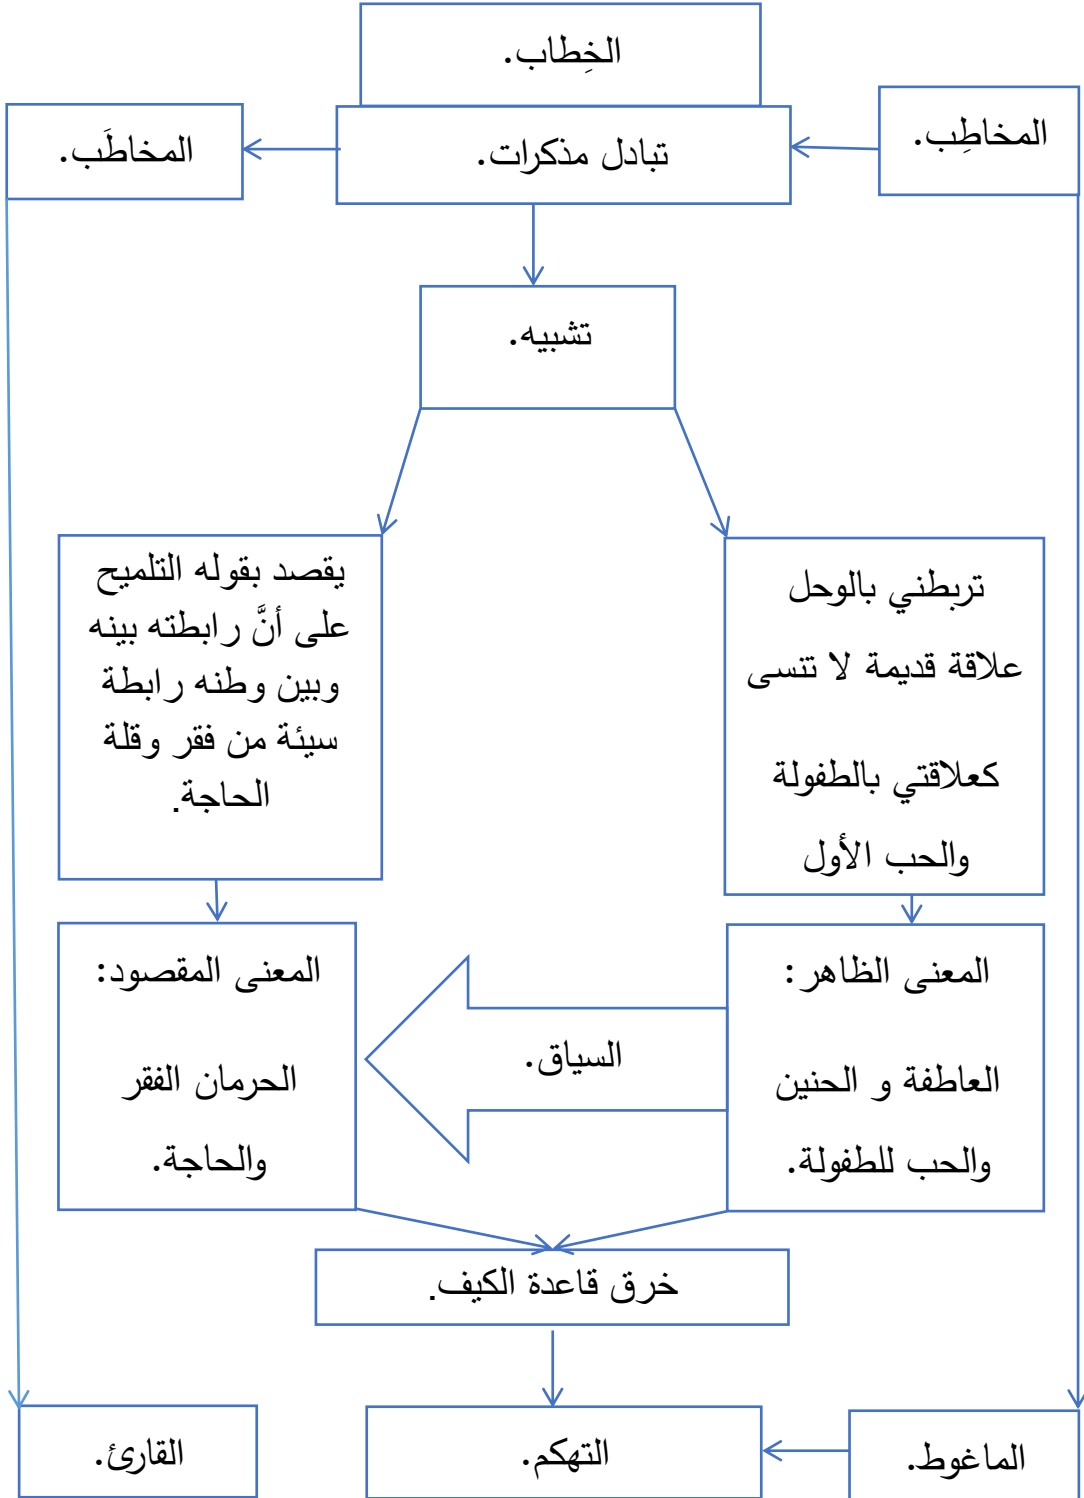 الخِطاب.
المخاطِب.
تبادل مذكرات.
المخاطَب.
تشبيه.
تربطني بالوحل
علاقة قديمة لا تنسى
كعلاقتي بالطفولة
والحب الأول
يقصد بقوله التلميح
على أنَّ رابطته بينه
وبين وطنه رابطة
سيئة من فقر وقلة
الحاجة.
المعنى الظاهر:
العاطفة و الحنين
والحب للطفولة.
السياق.
المعنى المقصود:
الحرمان الفقر
والحاجة.
خرق قاعدة الكيف.
الماغوط.
التهكم.
القارئ.